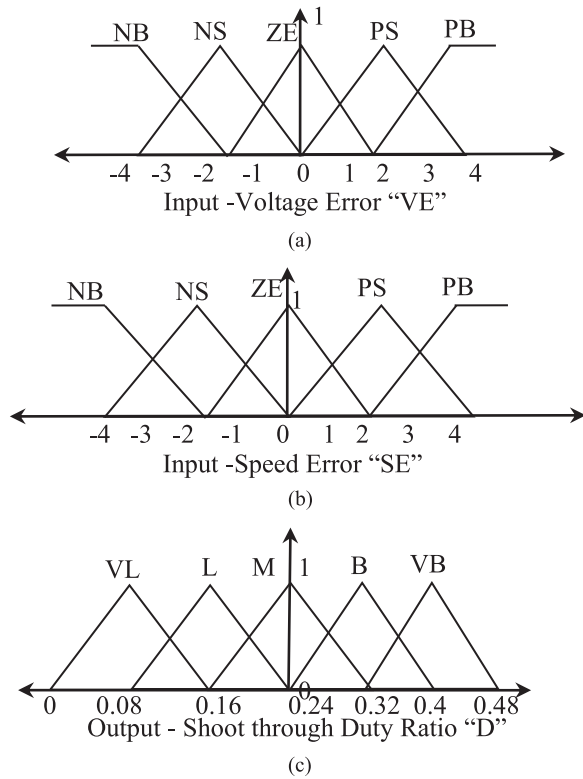 1
NB NS ZE PS PB
-4 -3 -2 -1 0 1 2 3 4
Input -Voltage Error “VE”
(a)
NB NS ZE 1 PS PB
-4 -3 -2 -1 0 1 2 3 4
Input -Speed Error “SE”
(b)
VL L M 1 B VB
0
0 0.08 0.16 0.24 0.32 0.4 0.48
Output - Shoot through Duty Ratio “D”
(c)